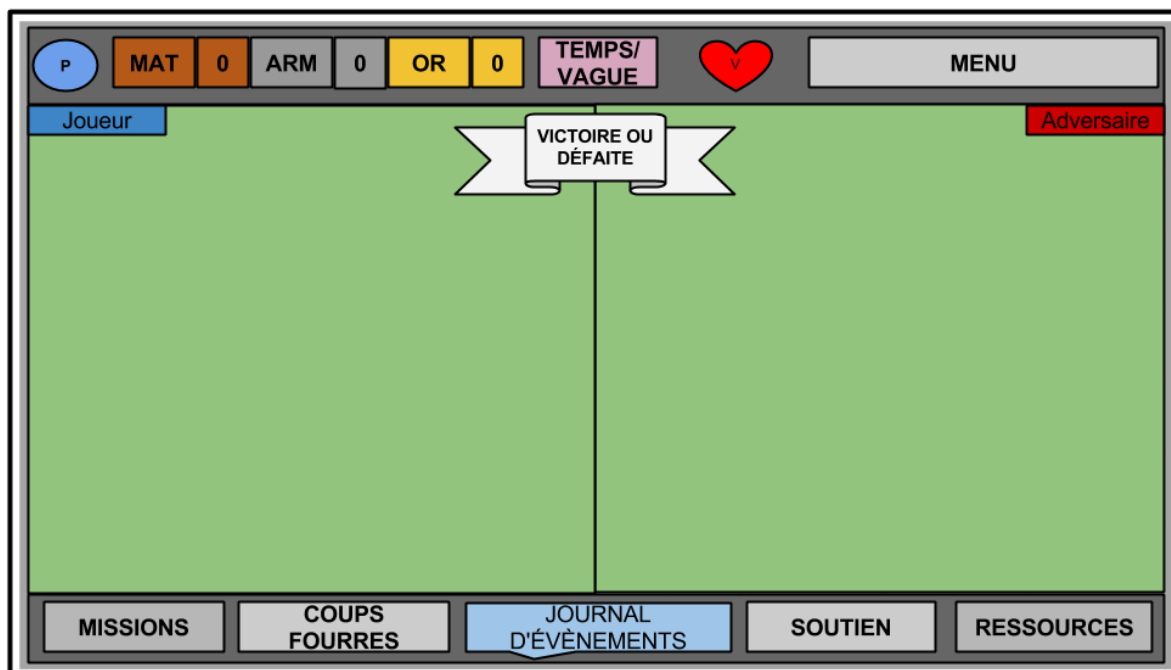 P
MAT 0 ARM 0 OR 0
TEMPS/
VAGUE
V
MENU
Joueur
VICTOIRE OU
DÉFAITE
Adversaire
MISSIONS
COUPS
FOURRES
JOURNAL
D'ÉVÈNEMENTS
SOUTIEN
RESSOURCES